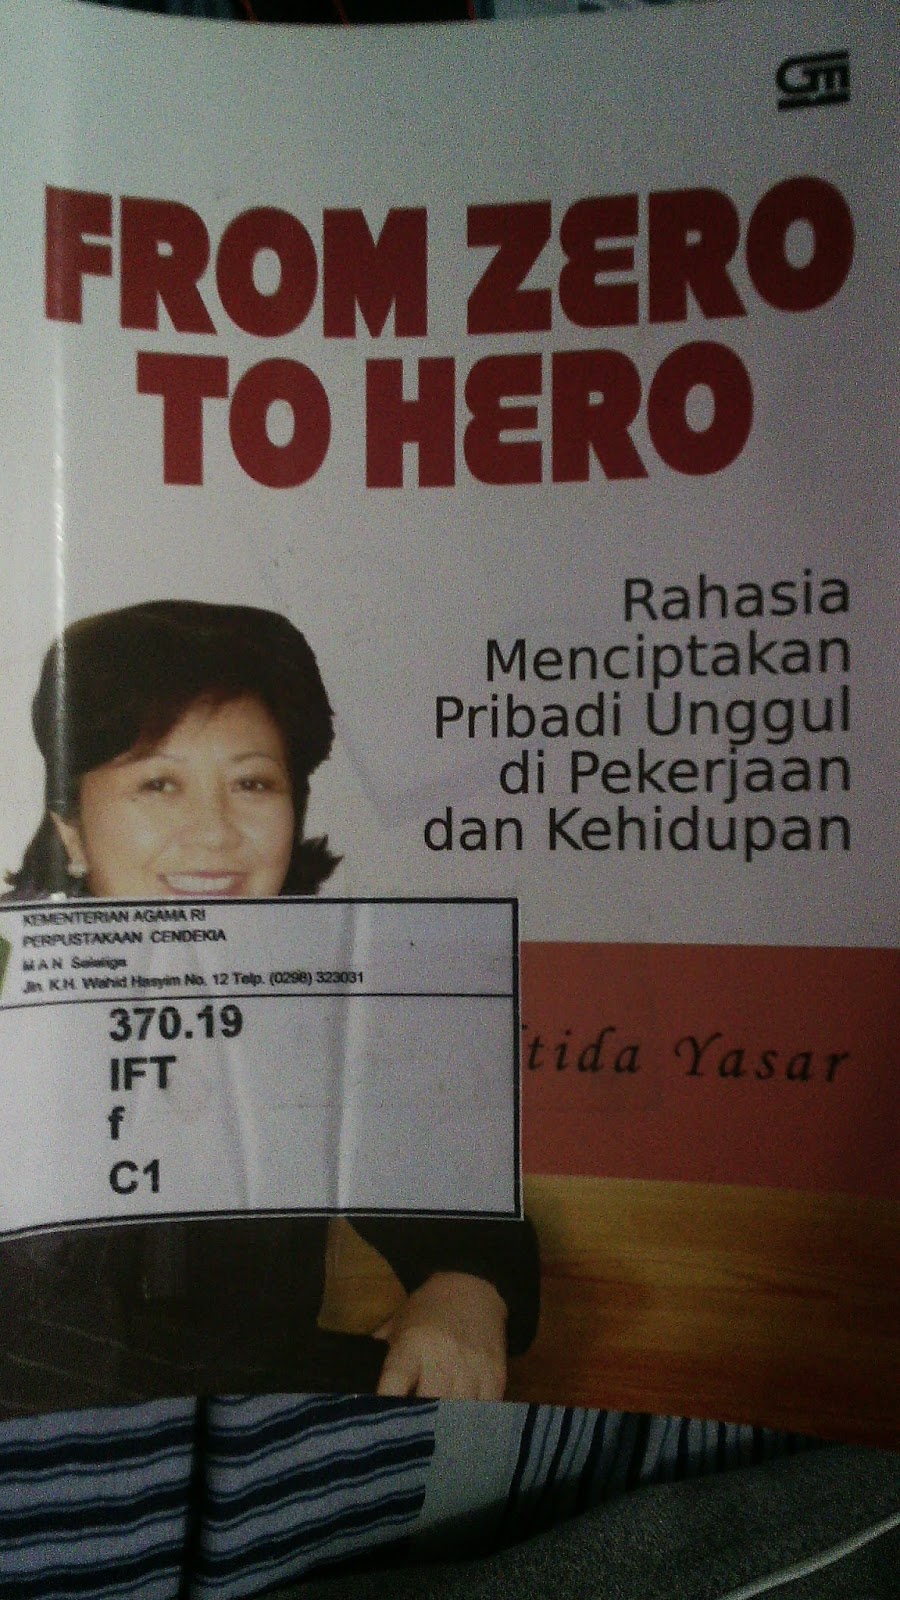 GM
FROM ZERO
TO HERO
Rahasia
Menciptakan
Pribadi Unggul
di Pekerjaan
dan Kehidupan
KEMENTERIAN AGAMA RI
PERPUSTAKAAN CENDEKIA
M A N Salatiga
Jln. K.H. Wahid Hasyim No. 12 Telp. (0298) 323031
370.19
IFT
f
C1
tida Yasar